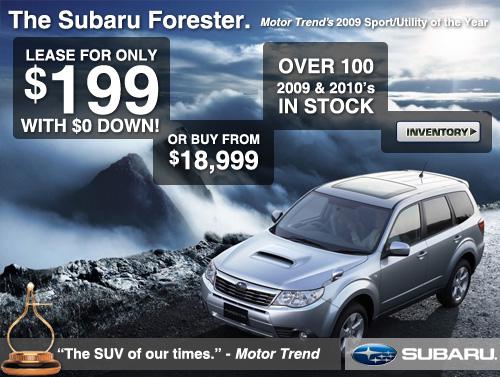 The Subaru Forester. Motor Trend's 2009 Sport/Utility of the Year
LEASE FOR ONLY
$199
WITH $0 DOWN!
OVER 100
2009 & 2010's
IN STOCK
OR BUY FROM
$18,999
INVENTORY
"The SUV of our times." - Motor Trend
SUBARU.